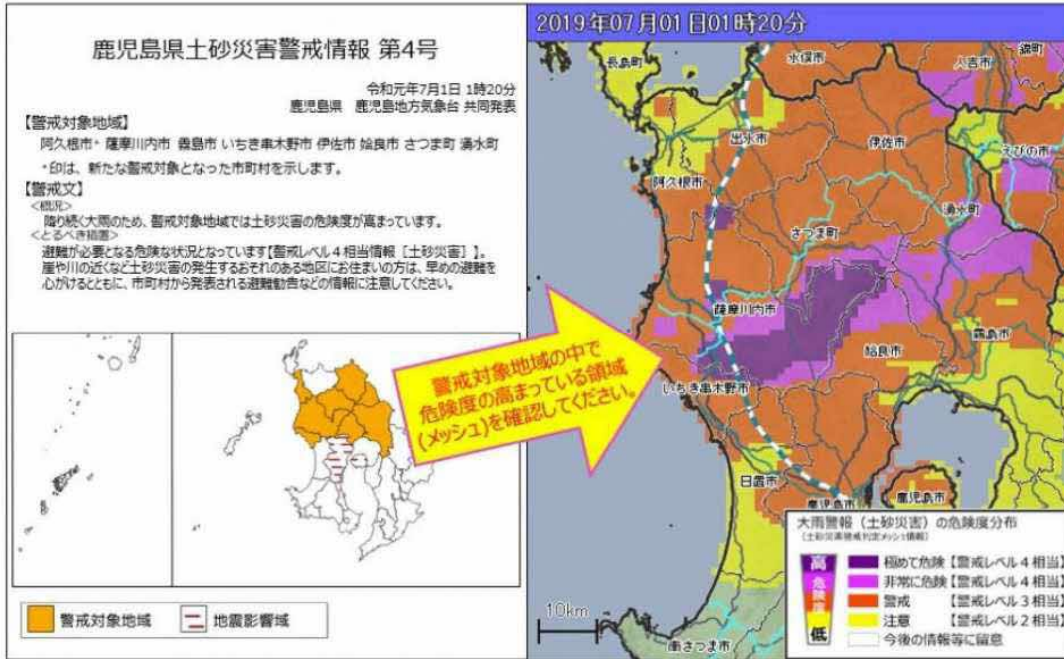 鹿児島県土砂災害警戒情報 第4号
令和元年7月1日 1時20分
鹿児島県 鹿児島地方気象台 共同発表
【警戒対象地域】
阿久根市* 薩摩川内市 霧島市 いちき串木野市 伊佐市 姶良市 さつま町 湧水町
*印は、新たな警戒対象となった市町村を示します。
【警戒文】
<概況>
降り続く大雨のため、警戒対象地域では土砂災害の危険度が高まっています。
<とるべき措置>
避難が必要となる危険な状況となっています【警戒レベル4相当情報［土砂災害］】。
崖や川の近くなど土砂災害の発生するおそれのある地区にお住まいの方は、早めの避難を
心がけるとともに、市町村から発表される避難勧告などの情報に注意してください。
警戒対象地域
地震影響域
警戒対象地域の中で
危険度の高まっている領域
(メッシュ)を確認してください。
2019年07月01日01時20分
長島町
水俣市
人吉市
錦町
出水市
伊佐市
えびの市
阿久根市
湧水町
さつま町
薩摩川内市
霧島市
姶良市
いちき串木野市
日置市
鹿児島市
鹿児島市
南さつま市
10km
大雨警報（土砂災害）の危険度分布
（土砂災害警戒判定メッシュ情報）
高
危険度
低
極めて危険【警戒レベル4相当】
非常に危険【警戒レベル4相当】
警戒 【警戒レベル3相当】
注意 【警戒レベル2相当】
今後の情報等に留意